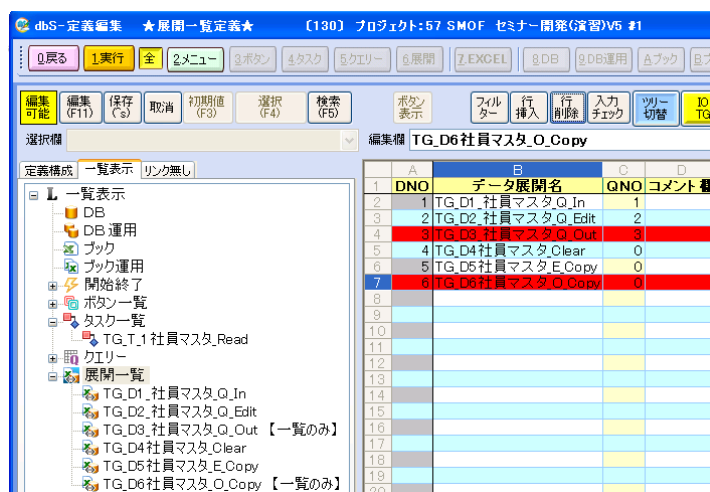 dbS-定義編集 ★展開一覧定義★ 〔130〕 プロジェクト:57 SMOF セミナー開発(演習)V5 #1
0.戻る 1.実行 全 2.メニュー 3.ボタン 4.タスク 5.クエリー 6.展開 7.EXCEL 8.DB 9.DB運用 A.ブック
編集可能 編集(F11) 保存(^s) 取消 初期値(F3) 選択(F4) 検索(F5) ボタン表示 フィルター 行挿入 行削除 入力チェック ツリー切替 IO TG
選択欄 編集欄 TG_D6社員マスタ_O_Copy
定義構成 一覧表示 リンク無し
L 一覧表示
DB
DB運用
ブック
ブック運用
開始終了
ボタン一覧
タスク一覧
TG_T_1社員マスタ_Read
クエリー
展開一覧
TG_D1_社員マスタ_Q_In
TG_D2_社員マスタ_Q_Edit
TG_D3_社員マスタ_Q_Out 【一覧のみ】
TG_D4社員マスタ_Clear
TG_D5社員マスタ_E_Copy
TG_D6社員マスタ_O_Copy 【一覧のみ】
A B C D
1 DNO データ展開名 QNO コメント欄
2 1 TG_D1_社員マスタ_Q_In 1
3 2 TG_D2_社員マスタ_Q_Edit 2
4 3 TG_D3_社員マスタ_Q_Out 3
5 4 TG_D4社員マスタ_Clear 0
6 5 TG_D5社員マスタ_E_Copy 0
7 6 TG_D6社員マスタ_O_Copy 0
8
9
10
11
12
13
14
15
16
17
18
19
20